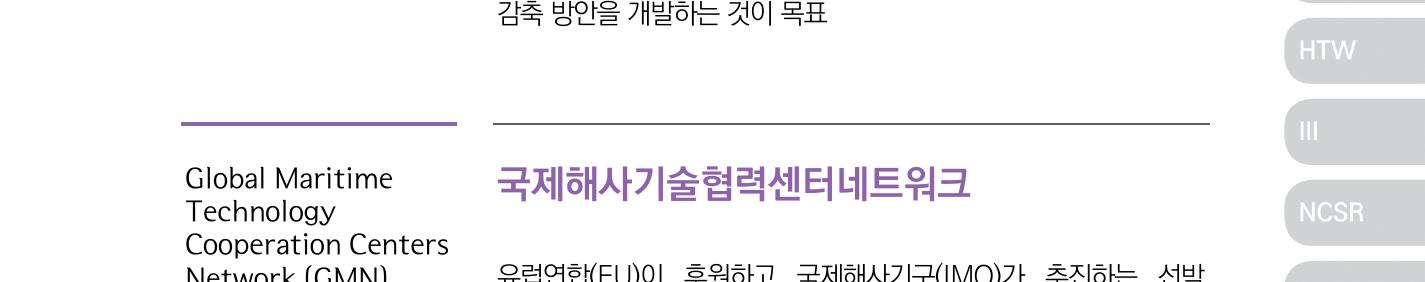 감축 방안을 개발하는 것이 목표
HTW
III
NCSR
Global Maritime
Technology
Cooperation Centers
Network (GMN)
국제해사기술협력센터네트워크
유럽연합(EU)이 후원하고 국제해사기구(IMO)가 추진하는 선박